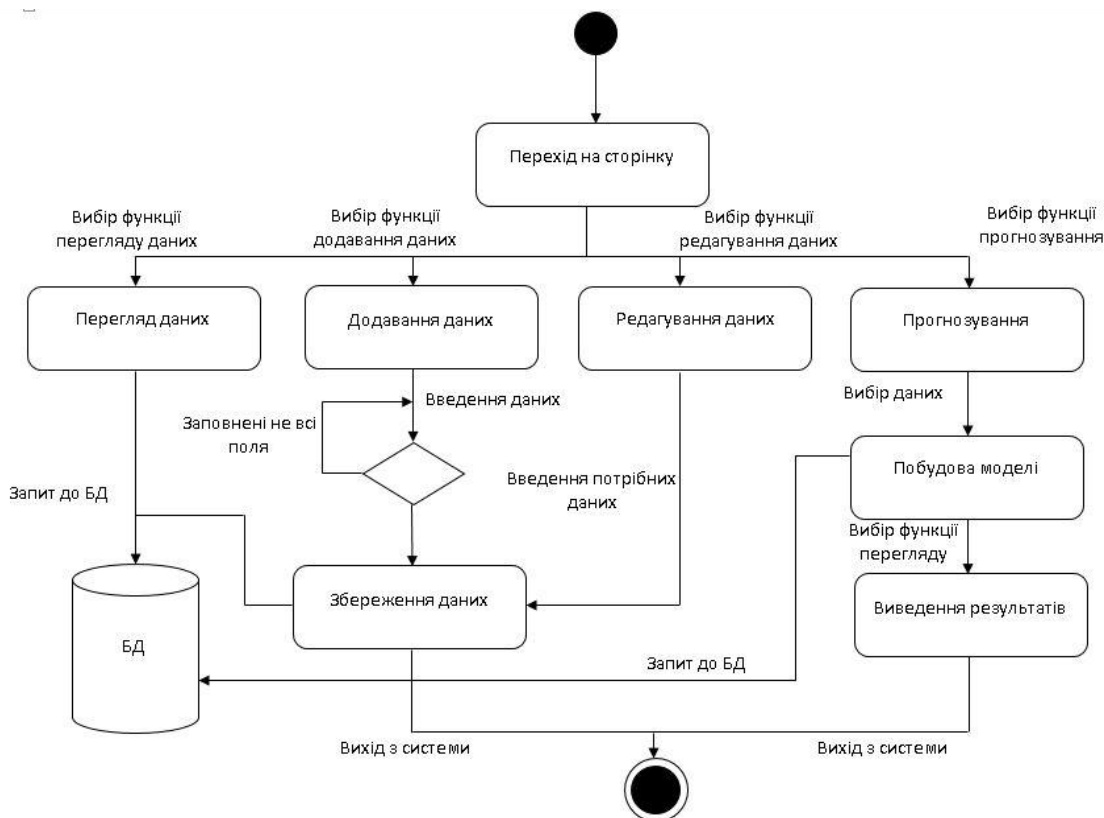 Перехід на сторінку
Вибір функції
перегляду даних
Вибір функції
додавання даних
Вибір функції
редагування даних
Вибір функції
прогнозування
Перегляд даних
Додавання даних
Редагування даних
Прогнозування
Введення даних
Вибір даних
Заповнені не всі
поля
Введення потрібних
даних
Побудова моделі
Запит до БД
Вибір функції
перегляду
Збереження даних
Виведення результатів
БД
Запит до БД
Вихід з системи
Вихід з системи